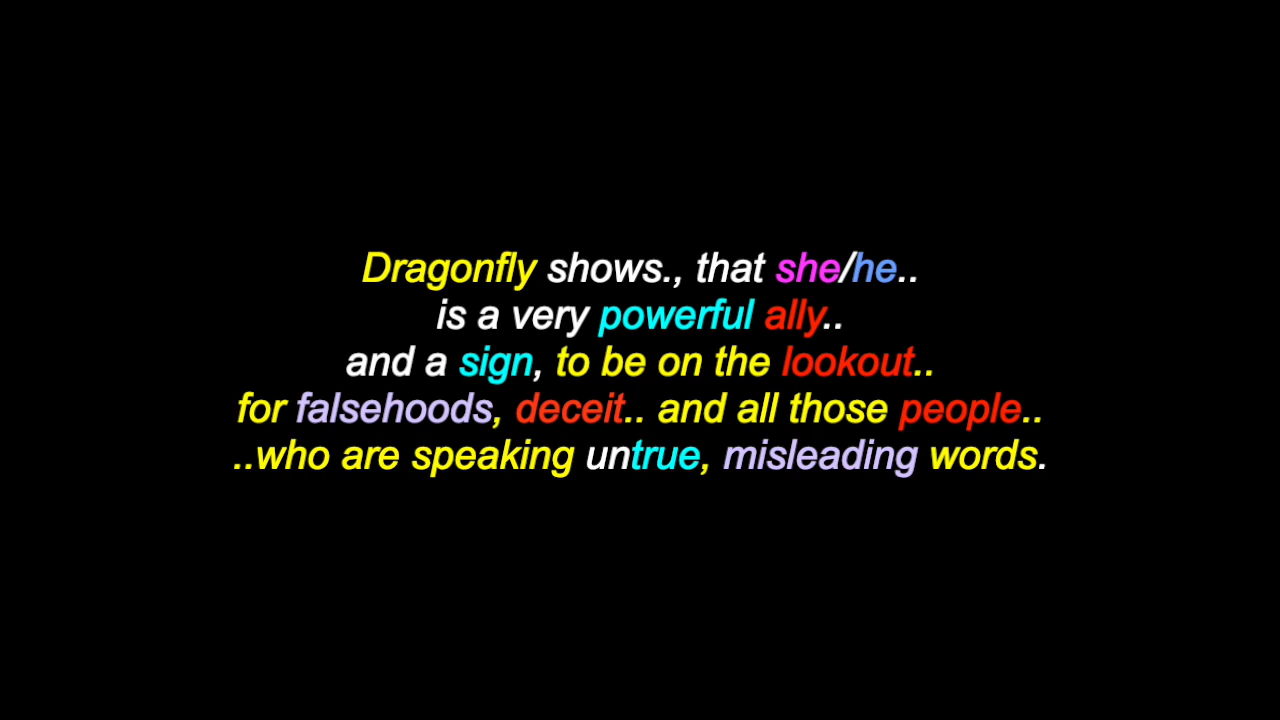 Dragonfly shows., that she/he..
is a very powerful ally..
and a sign, to be on the lookout..
for falsehoods, deceit.. and all those people..
..who are speaking untrue, misleading words.